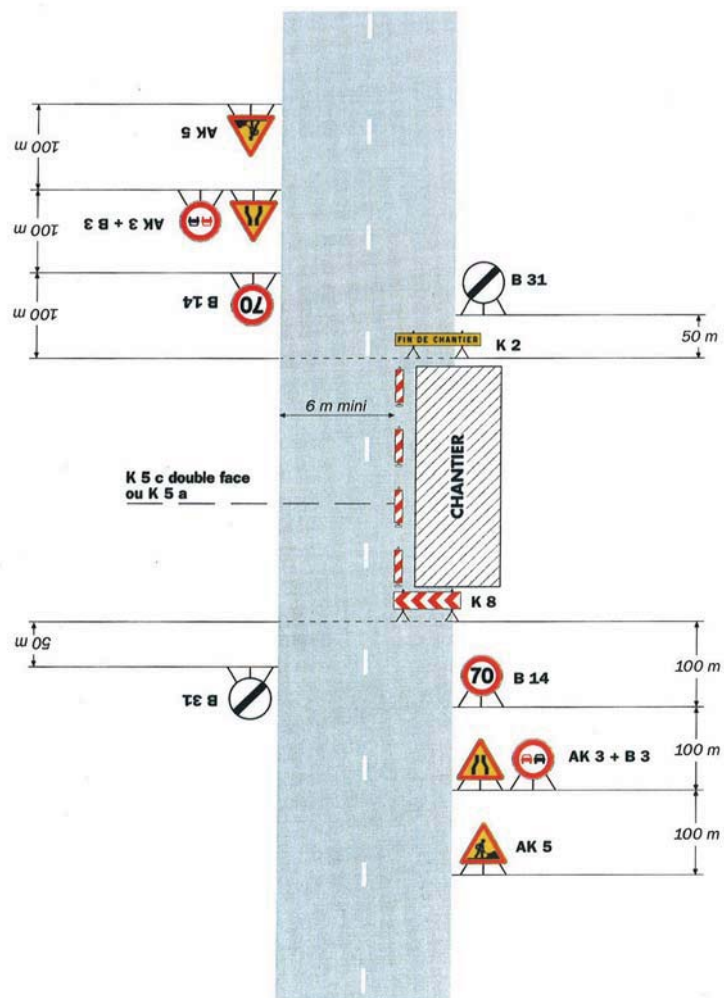 AK 5
100 m
AK 3 + B 3
100 m
B 14
70
100 m
B 31
FIN DE CHANTIER
K 2
50 m
6 m mini
K 5 c double face
ou K 5 a
CHANTIER
K 8
50 m
B 31
70
B 14
100 m
AK 3 + B 3
100 m
AK 5
100 m